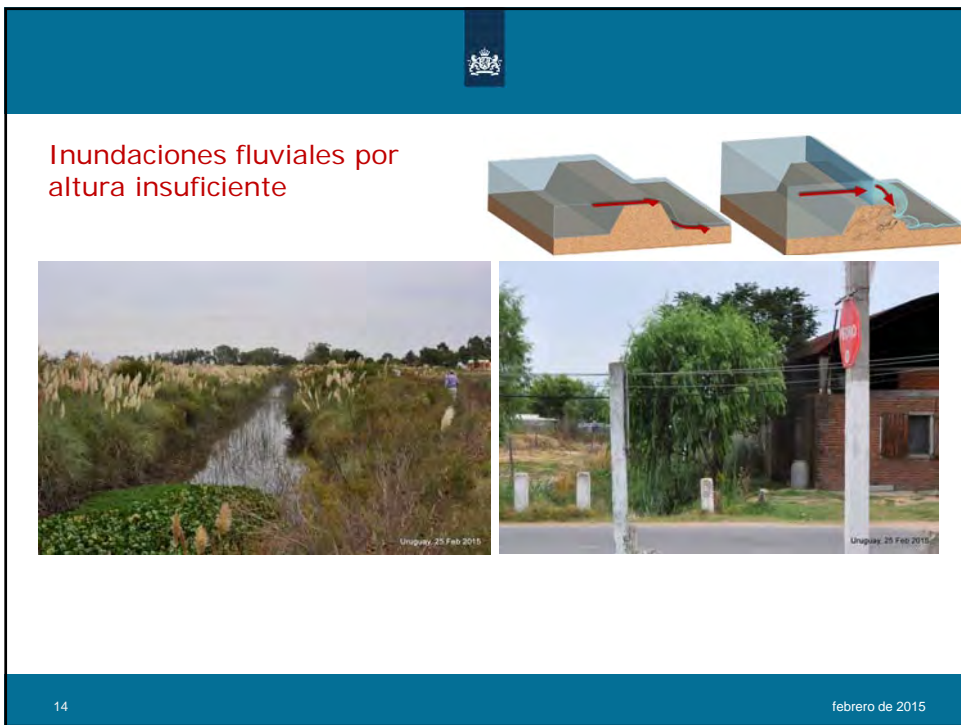 Inundaciones fluviales por
altura insuficiente
Uruguay, 25 Feb 2015
Uruguay, 25 Feb 2015
14
febrero de 2015